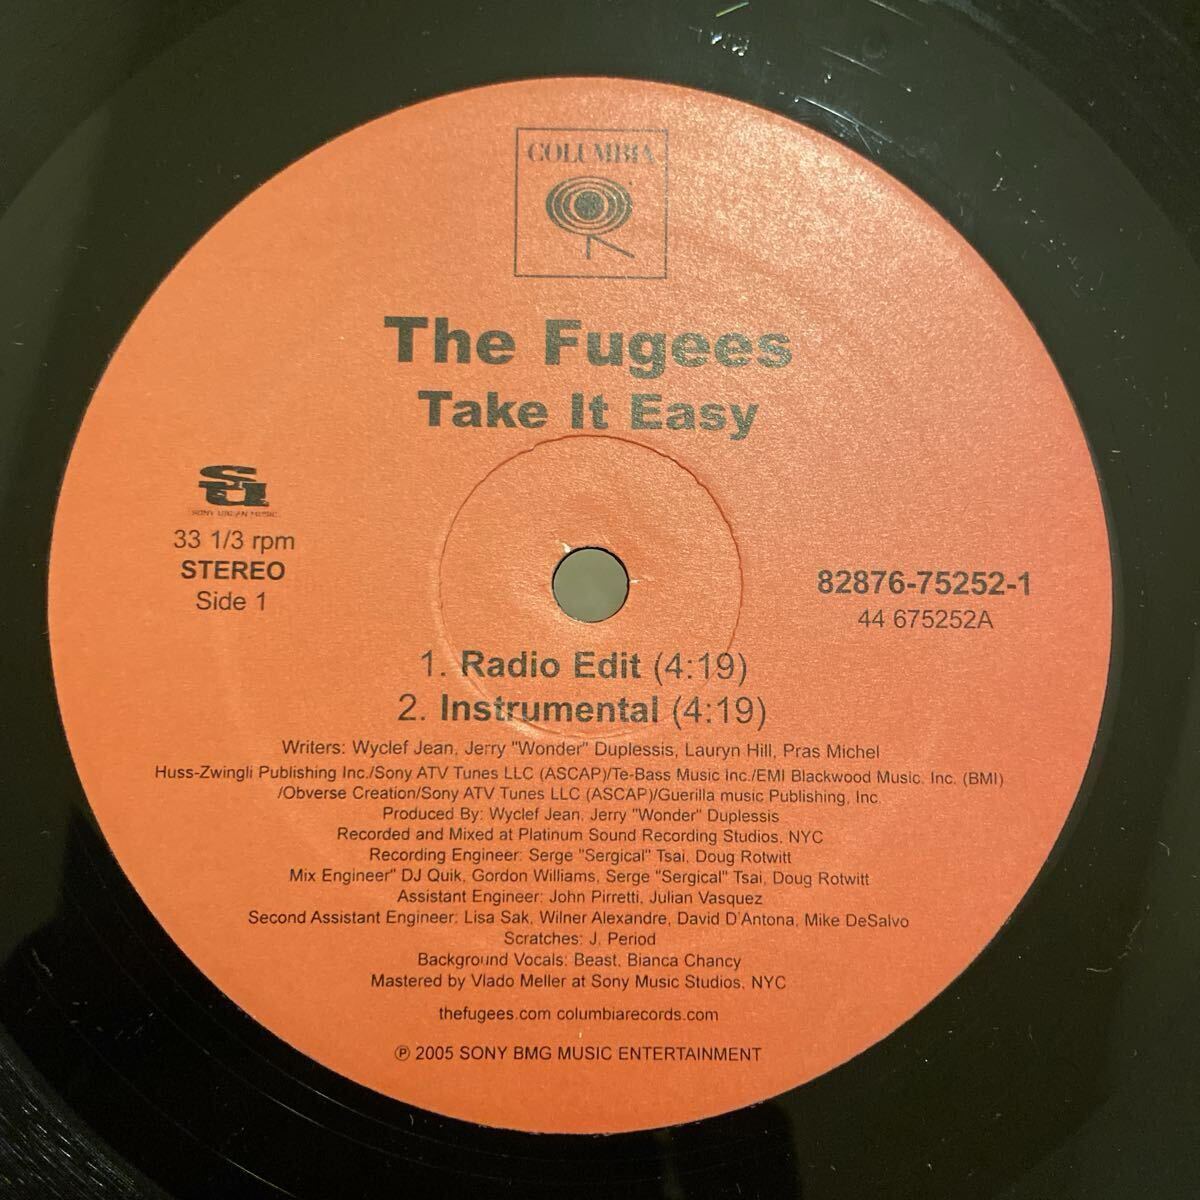 COLUMBIA
The Fugees
Take It Easy
su
SONY URBAN MUSIC
33 1/3 rpm
STEREO
Side 1
82876-75252-1
44 675252A
1. Radio Edit (4:19)
2. Instrumental (4:19)
Writers: Wyclef Jean, Jerry "Wonder" Duplessis, Lauryn Hill, Pras Michel
Huss-Zwingli Publishing Inc./Sony ATV Tunes LLC (ASCAP)/Te-Bass Music Inc./EMI Blackwood Music. Inc. (BMI)
/Obverse Creation/Sony ATV Tunes LLC (ASCAP)/Guerilla music Publishing, Inc.
Produced By: Wyclef Jean, Jerry "Wonder" Duplessis
Recorded and Mixed at Platinum Sound Recording Studios, NYC
Recording Engineer: Serge "Sergical" Tsai, Doug Rotwitt
Mix Engineer" DJ Quik, Gordon Williams, Serge "Sergical" Tsai, Doug Rotwitt
Assistant Engineer: John Pirretti, Julian Vasquez
Second Assistant Engineer: Lisa Sak, Wilner Alexandre, David D'Antona, Mike DeSalvo
Scratches: J. Period
Background Vocals: Beast, Bianca Chancy
Mastered by Vlado Meller at Sony Music Studios, NYC
thefugees.com columbiarecords.com
℗ 2005 SONY BMG MUSIC ENTERTAINMENT